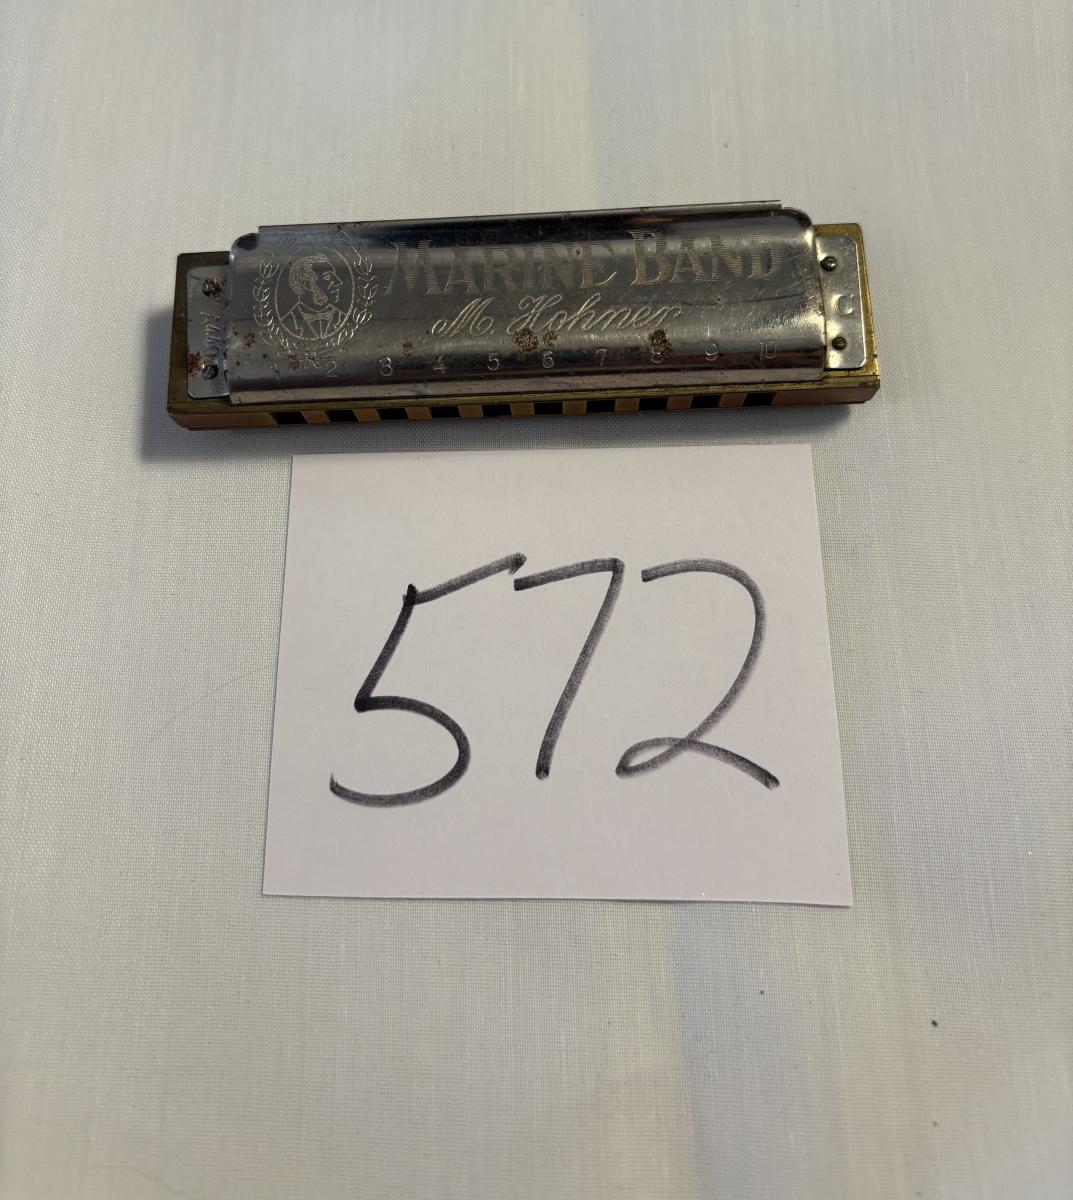 MARINE BAND
M. Hohner
1 2 3 4 5 6 7 8 9 10
C
572